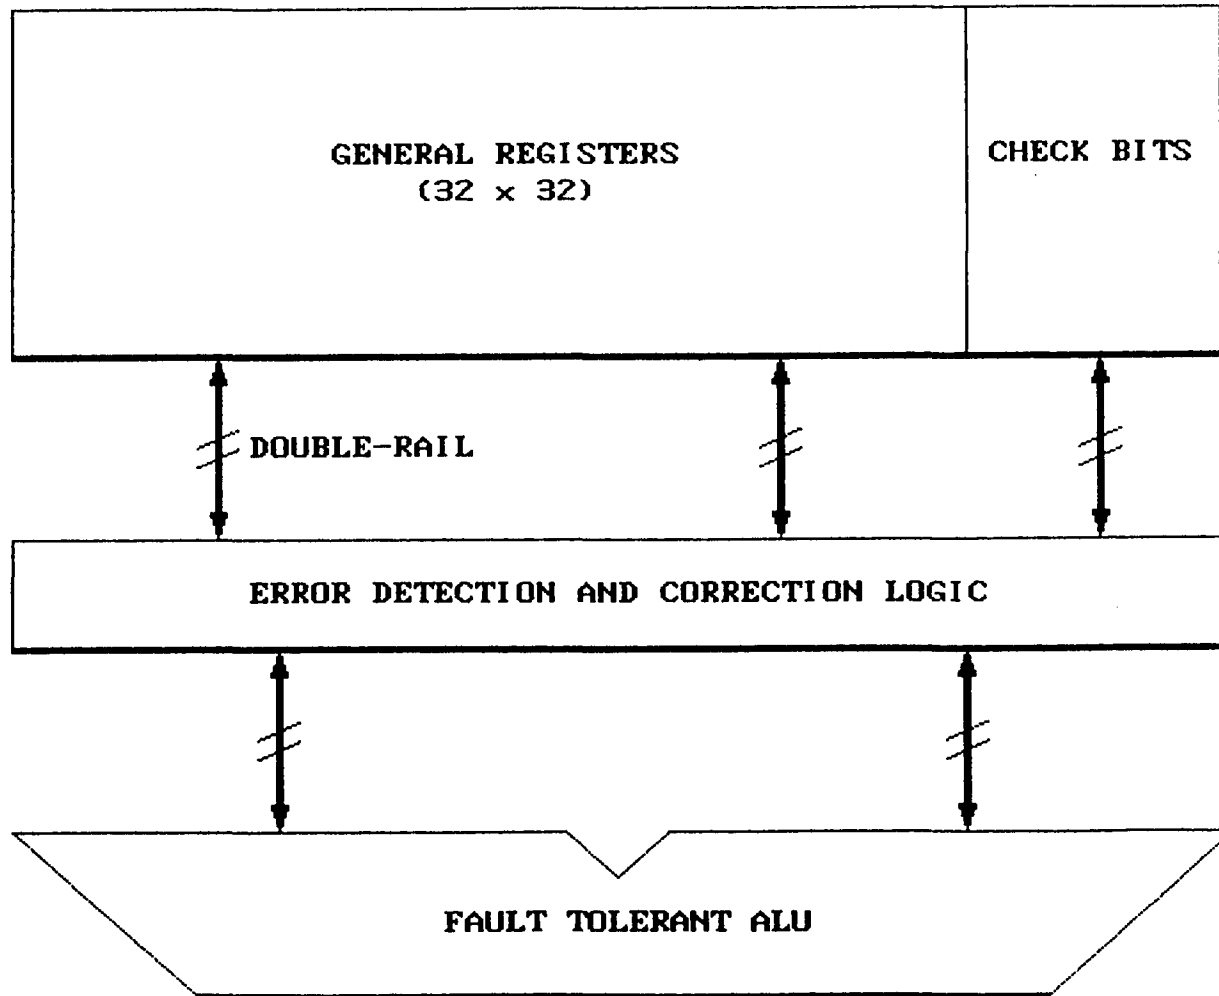 GENERAL REGISTERS
(32 x 32)
CHECK BITS
DOUBLE-RAIL
ERROR DETECTION AND CORRECTION LOGIC
FAULT TOLERANT ALU